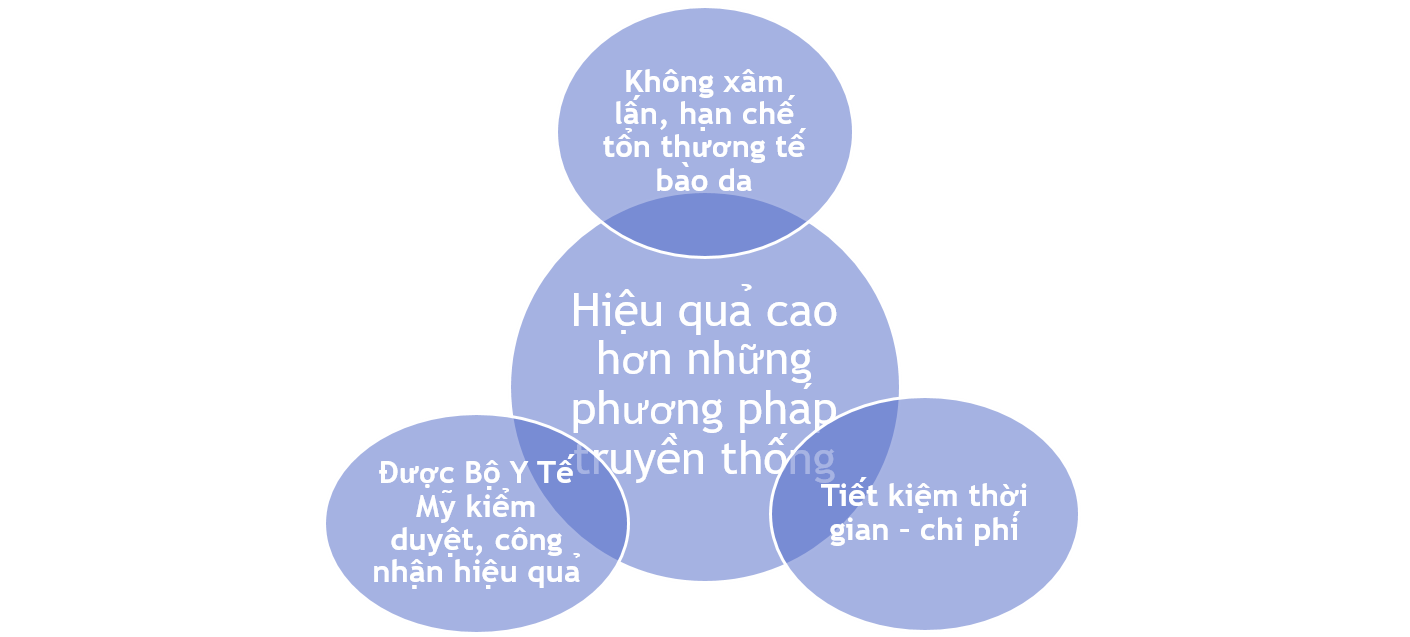 Không xâm
lấn, hạn chế
tổn thương tế
bào da
Hiệu quả cao
hơn những
phương pháp
truyền thống
Được Bộ Y Tế
Mỹ kiểm
duyệt, công
nhận hiệu quả
Tiết kiệm thời
gian – chi phí